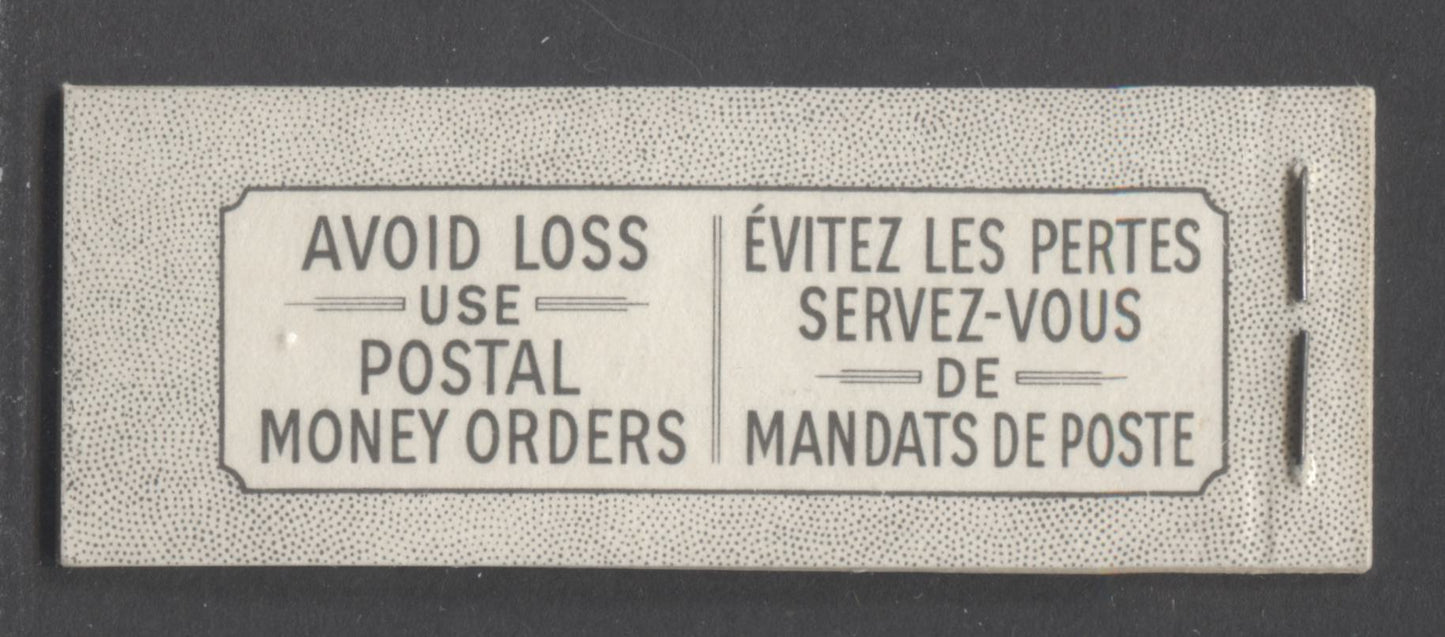 AVOID LOSS
USE
POSTAL
MONEY ORDERS
ÉVITEZ LES PERTES
SERVEZ-VOUS
DE
MANDATS DE POSTE